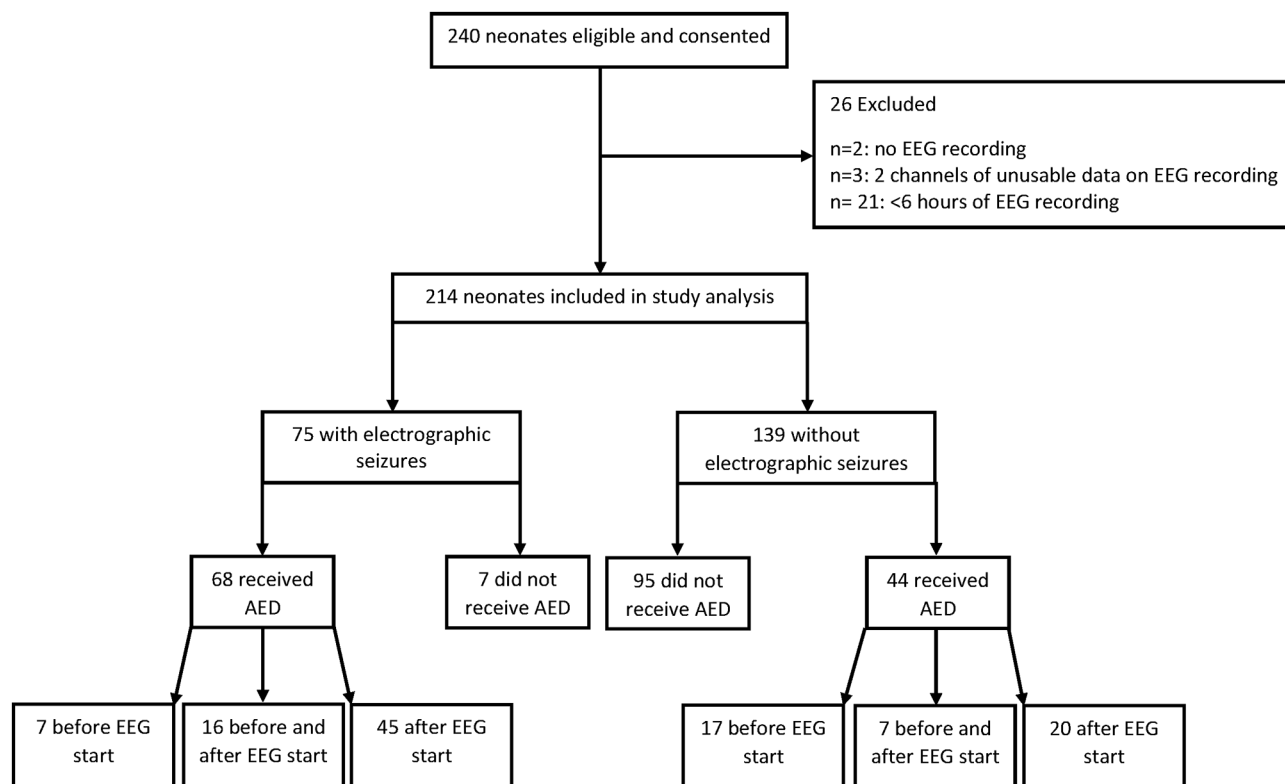 240 neonates eligible and consented
26 Excluded
n=2: no EEG recording
n=3: 2 channels of unusable data on EEG recording
n= 21: <6 hours of EEG recording
214 neonates included in study analysis
75 with electrographic
seizures
139 without
electrographic seizures
68 received
AED
7 did not
receive AED
95 did not
receive AED
44 received
AED
7 before EEG
start
16 before and
after EEG start
45 after EEG
start
17 before EEG
start
7 before and
after EEG start
20 after EEG
start